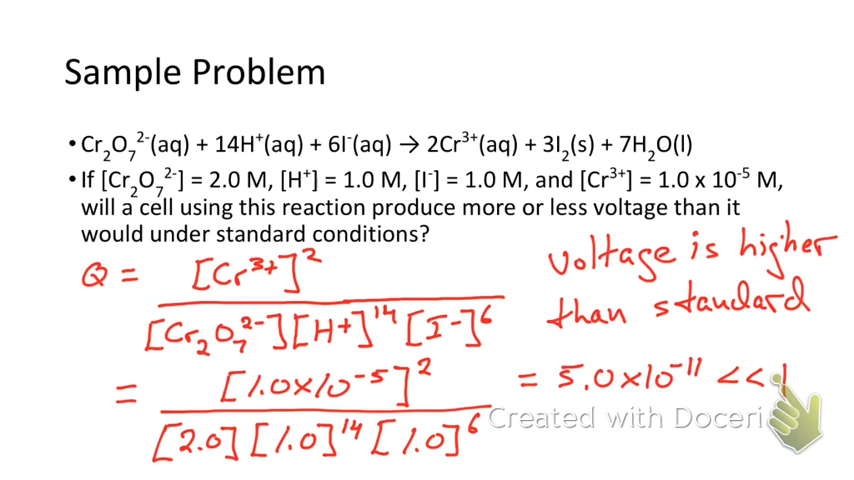 Sample Problem
• Cr₂O₇²⁻(aq) + 14H⁺(aq) + 6I⁻(aq) → 2Cr³⁺(aq) + 3I₂(s) + 7H₂O(l)
• If [Cr₂O₇²⁻] = 2.0 M, [H⁺] = 1.0 M, [I⁻] = 1.0 M, and [Cr³⁺] = 1.0 x 10⁻⁵ M,
will a cell using this reaction produce more or less voltage than it
would under standard conditions?
Q = [Cr³⁺]² / [Cr₂O₇²⁻][H⁺]¹⁴[I⁻]⁶
voltage is higher
than standard
= [1.0×10⁻⁵]² / [2.0][1.0]¹⁴[1.0]⁶ = 5.0×10⁻¹¹ << 1
Created with Doceri